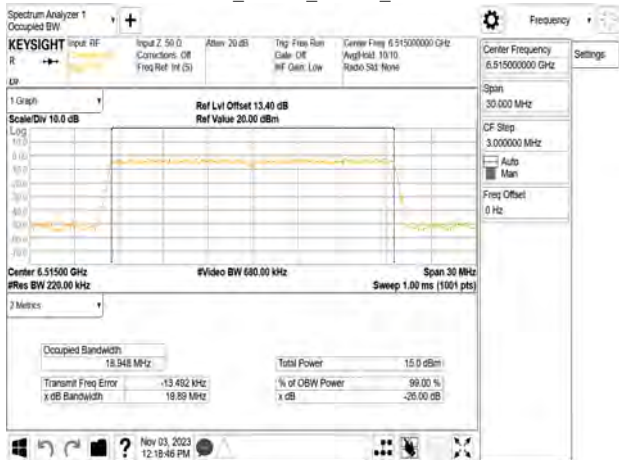 Spectrum Analyzer 1
Occupied BW
+
Frequency
KEYSIGHT
Input: RF
Input Z: 50 Ω
Atten: 20 dB
Trig: Free Run
Center Freq: 6.515000000 GHz
R
Corrections: Off
Gate: Off
Avg|Hold: 10/10
Freq Ref: Int (S)
#IF Gain: Low
Radio Std: None
Center Frequency
6.515000000 GHz
Settings
Span
30.000 MHz
CF Step
3.000000 MHz
Auto
Man
Freq Offset
0 Hz
1 Graph
Ref Lvl Offset 13.40 dB
Scale/Div 10.0 dB
Ref Value 20.00 dBm
Log
10.0
0.00
Center 6.51500 GHz
#Video BW 680.00 kHz
Span 30 MHz
#Res BW 220.00 kHz
Sweep 1.00 ms (1001 pts)
2 Metrics
Occupied Bandwidth
18.948 MHz
Total Power
15.0 dBm
Transmit Freq Error
-13.492 kHz
% of OBW Power
99.00 %
x dB Bandwidth
19.89 MHz
x dB
-26.00 dB
?
Nov 03, 2023
12:18:46 PM